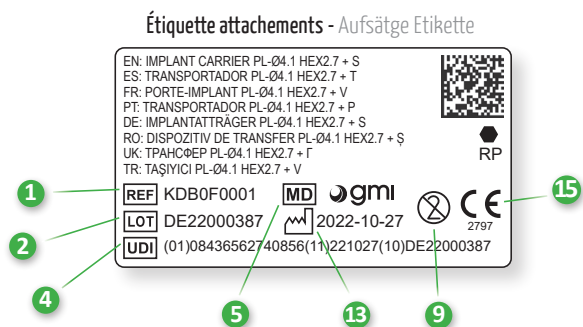 Étiquette attachements - Aufsätge Etikette
EN: IMPLANT CARRIER PL-Ø4.1 HEX2.7 + S
ES: TRANSPORTADOR PL-Ø4.1 HEX2.7 + T
FR: PORTE-IMPLANT PL-Ø4.1 HEX2.7 + V
PT: TRANSPORTADOR PL-Ø4.1 HEX2.7 + P
DE: IMPLANTATTRÄGER PL-Ø4.1 HEX2.7 + S
RO: DISPOZITIV DE TRANSFER PL-Ø4.1 HEX2.7 + Ș
UK: ТРАНСФЕР PL-Ø4.1 HEX2.7 + Г
TR: TAŞIYICI PL-Ø4.1 HEX2.7 + V
RP
1 REF KDB0F0001 MD gmi
15
2 LOT DE22000387 2022-10-27 2 CE
2797
4 UDI (01)08436562740856(11)221027(10)DE22000387
5 13 9